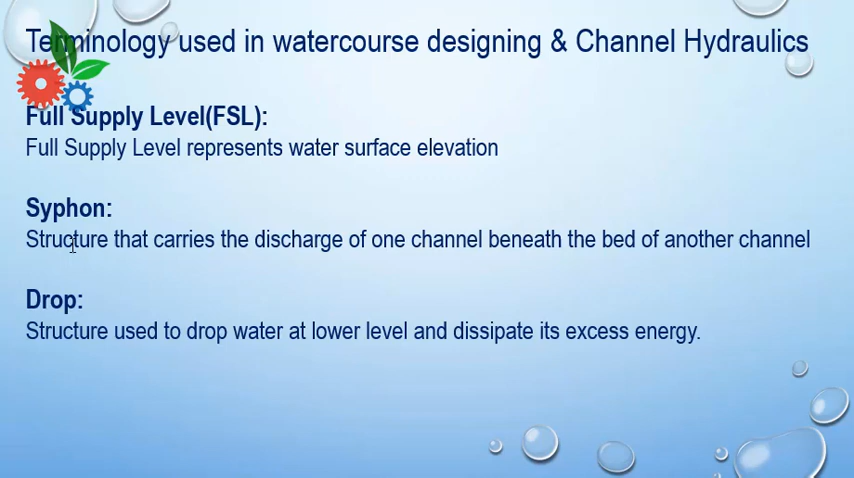 Terminology used in watercourse designing & Channel Hydraulics
Full Supply Level(FSL):
Full Supply Level represents water surface elevation
Syphon:
Structure that carries the discharge of one channel beneath the bed of another channel
Drop:
Structure used to drop water at lower level and dissipate its excess energy.